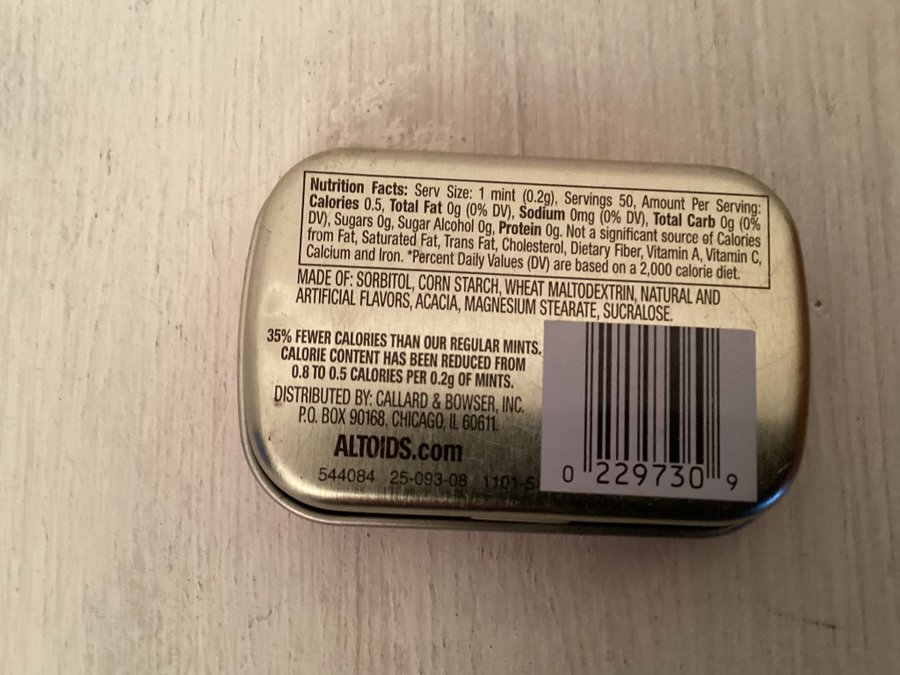 Nutrition Facts: Serv Size: 1 mint (0.2g), Servings 50, Amount Per Serving:
Calories 0.5, Total Fat 0g (0% DV), Sodium 0mg (0% DV), Total Carb 0g (0%
DV), Sugars 0g, Sugar Alcohol 0g, Protein 0g. Not a significant source of Calories
from Fat, Saturated Fat, Trans Fat, Cholesterol, Dietary Fiber, Vitamin A, Vitamin C,
Calcium and Iron. *Percent Daily Values (DV) are based on a 2,000 calorie diet.
MADE OF: SORBITOL, CORN STARCH, WHEAT MALTODEXTRIN, NATURAL AND
ARTIFICIAL FLAVORS, ACACIA, MAGNESIUM STEARATE, SUCRALOSE.
35% FEWER CALORIES THAN OUR REGULAR MINTS.
CALORIE CONTENT HAS BEEN REDUCED FROM
0.8 TO 0.5 CALORIES PER 0.2g OF MINTS.
DISTRIBUTED BY: CALLARD & BOWSER, INC.
P.O. BOX 90168, CHICAGO, IL 60611.
ALTOIDS.com
544084 25-093-08 1101-5
0 229730 9